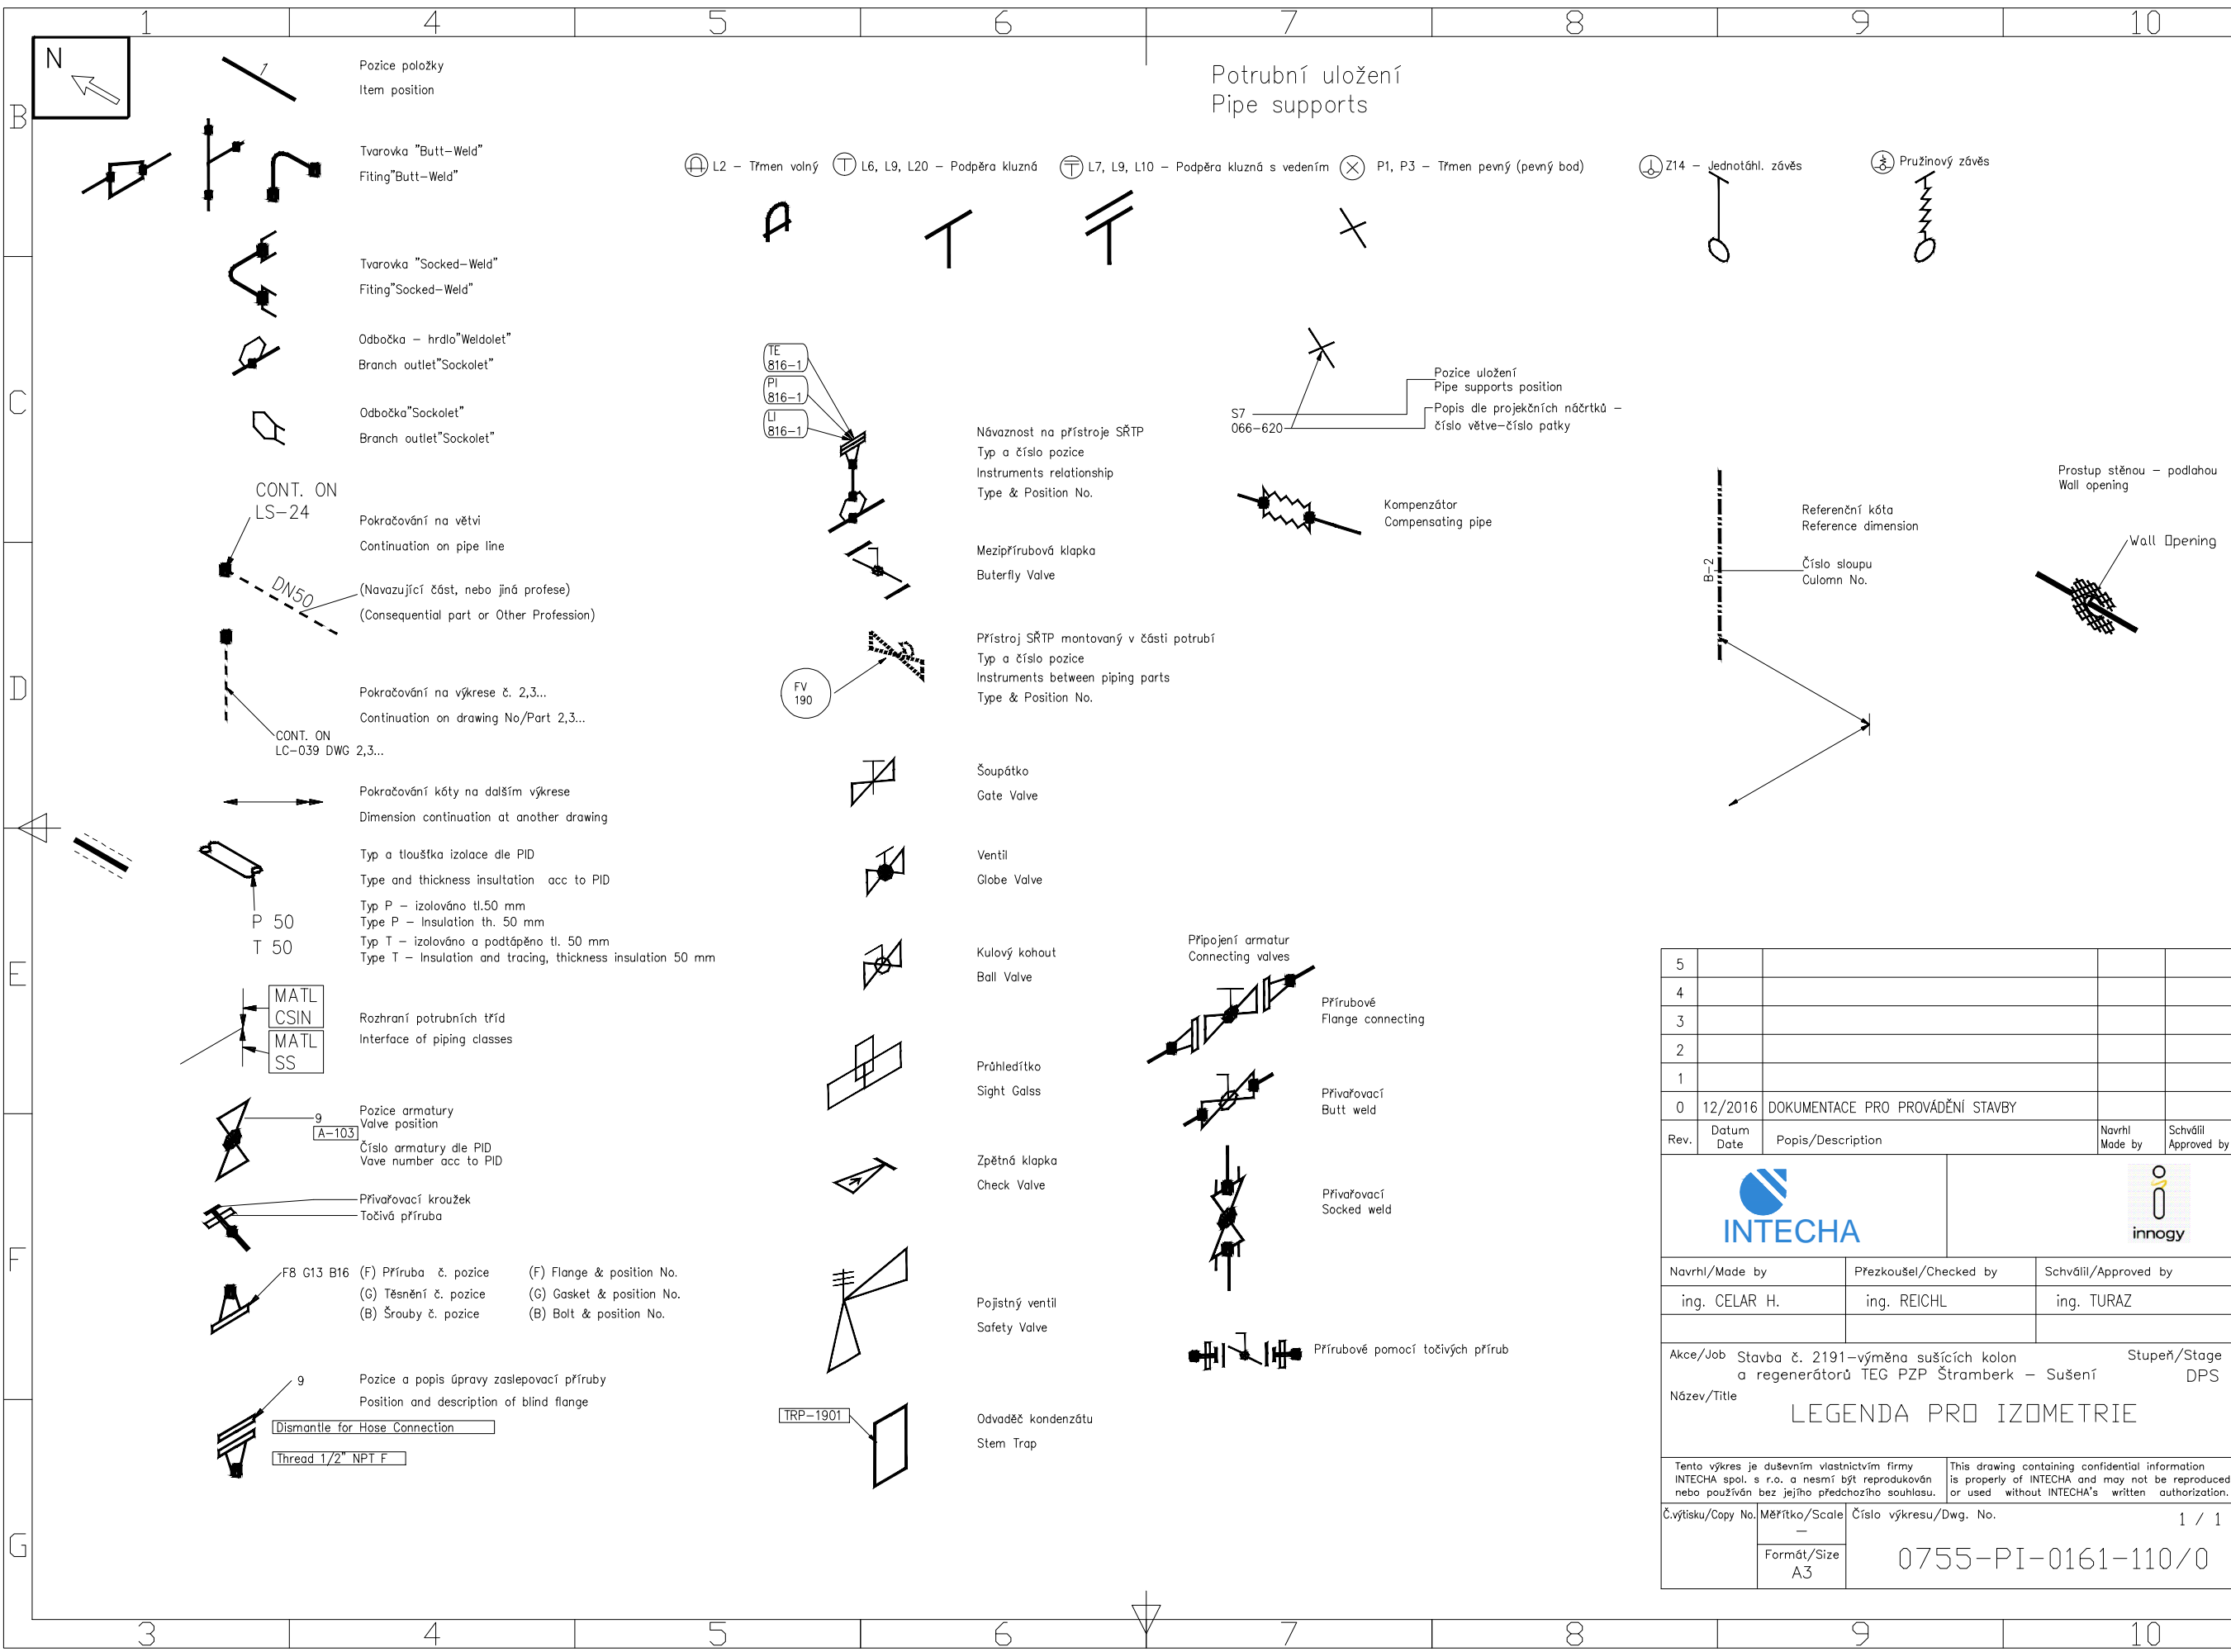 1 4 5 6 7 8 9 10
B
C
D
E
F
G
N
1
Pozice položky
Item position
Tvarovka "Butt-Weld"
Fiting"Butt-Weld"
Tvarovka "Socked-Weld"
Fiting"Socked-Weld"
Odbočka – hrdlo"Weldolet"
Branch outlet"Sockolet"
Odbočka"Sockolet"
Branch outlet"Sockolet"
CONT. ON
LS-24
Pokračování na větvi
Continuation on pipe line
DN50
(Navazující část, nebo jiná profese)
(Consequential part or Other Profession)
Pokračování na výkrese č. 2,3...
Continuation on drawing No/Part 2,3...
CONT. ON
LC-039 DWG 2,3...
Pokračování kóty na dalším výkrese
Dimension continuation at another drawing
Typ a tloušťka izolace dle PID
Type and thickness insultation acc to PID
P 50
T 50
Typ P – izolováno tl.50 mm
Type P – Insulation th. 50 mm
Typ T – izolováno a podtápěno tl. 50 mm
Type T – Insulation and tracing, thickness insulation 50 mm
MATL
CSIN
MATL
SS
Rozhraní potrubních tříd
Interface of piping classes
9
A-103
Pozice armatury
Valve position
Číslo armatury dle PID
Vave number acc to PID
Přivařovací kroužek
Točivá příruba
F8 G13 B16
(F) Příruba č. pozice
(G) Těsnění č. pozice
(B) Šrouby č. pozice
(F) Flange & position No.
(G) Gasket & position No.
(B) Bolt & position No.
9
Pozice a popis úpravy zaslepovací příruby
Position and description of blind flange
Dismantle for Hose Connection
Thread 1/2" NPT F
Potrubní uložení
Pipe supports
L2 – Třmen volný
L6, L9, L20 – Podpěra kluzná
L7, L9, L10 – Podpěra kluzná s vedením
P1, P3 – Třmen pevný (pevný bod)
Z14 – Jednotáhl. závěs
Pružinový závěs
TE
816-1
PI
816-1
LI
816-1
Návaznost na přístroje SŘTP
Typ a číslo pozice
Instruments relationship
Type & Position No.
Mezipřírubová klapka
Buterfly Valve
FV
190
Přístroj SŘTP montovaný v části potrubí
Typ a číslo pozice
Instruments between piping parts
Type & Position No.
Šoupátko
Gate Valve
Ventil
Globe Valve
Kulový kohout
Ball Valve
Průhledítko
Sight Galss
Zpětná klapka
Check Valve
Pojistný ventil
Safety Valve
TRP-1901
Odvaděč kondenzátu
Stem Trap
S7
066-620
Pozice uložení
Pipe supports position
Popis dle projekčních náčrtků –
číslo větve–číslo patky
Kompenzátor
Compensating pipe
Připojení armatur
Connecting valves
Přírubové
Flange connecting
Přivařovací
Butt weld
Přivařovací
Socked weld
Přírubové pomocí točivých přírub
B-2
Referenční kóta
Reference dimension
Číslo sloupu
Culomn No.
Prostup stěnou – podlahou
Wall opening
Wall Opening
5
4
3
2
1
0 12/2016 DOKUMENTACE PRO PROVÁDĚNÍ STAVBY
Rev. Datum Date Popis/Description Navrhl Made by Schválil Approved by
INTECHA
innogy
Navrhl/Made by Přezkoušel/Checked by Schválil/Approved by
ing. CELAR H. ing. REICHL ing. TURAZ
Akce/Job Stavba č. 2191–výměna sušících kolon
a regenerátorů TEG PZP Štramberk – Sušení
Stupeň/Stage
DPS
Název/Title
LEGENDA PRO IZOMETRIE
Tento výkres je duševním vlastnictvím firmy
INTECHA spol. s r.o. a nesmí být reprodukován
nebo používán bez jejího předchozího souhlasu.
This drawing containing confidential information
is properly of INTECHA and may not be reproduced
or used without INTECHA's written authorization.
Č.výtisku/Copy No. Měřítko/Scale Číslo výkresu/Dwg. No. 1 / 1
–
Formát/Size
A3
0755-PI-0161-110/0
3 4 5 6 7 8 9 10